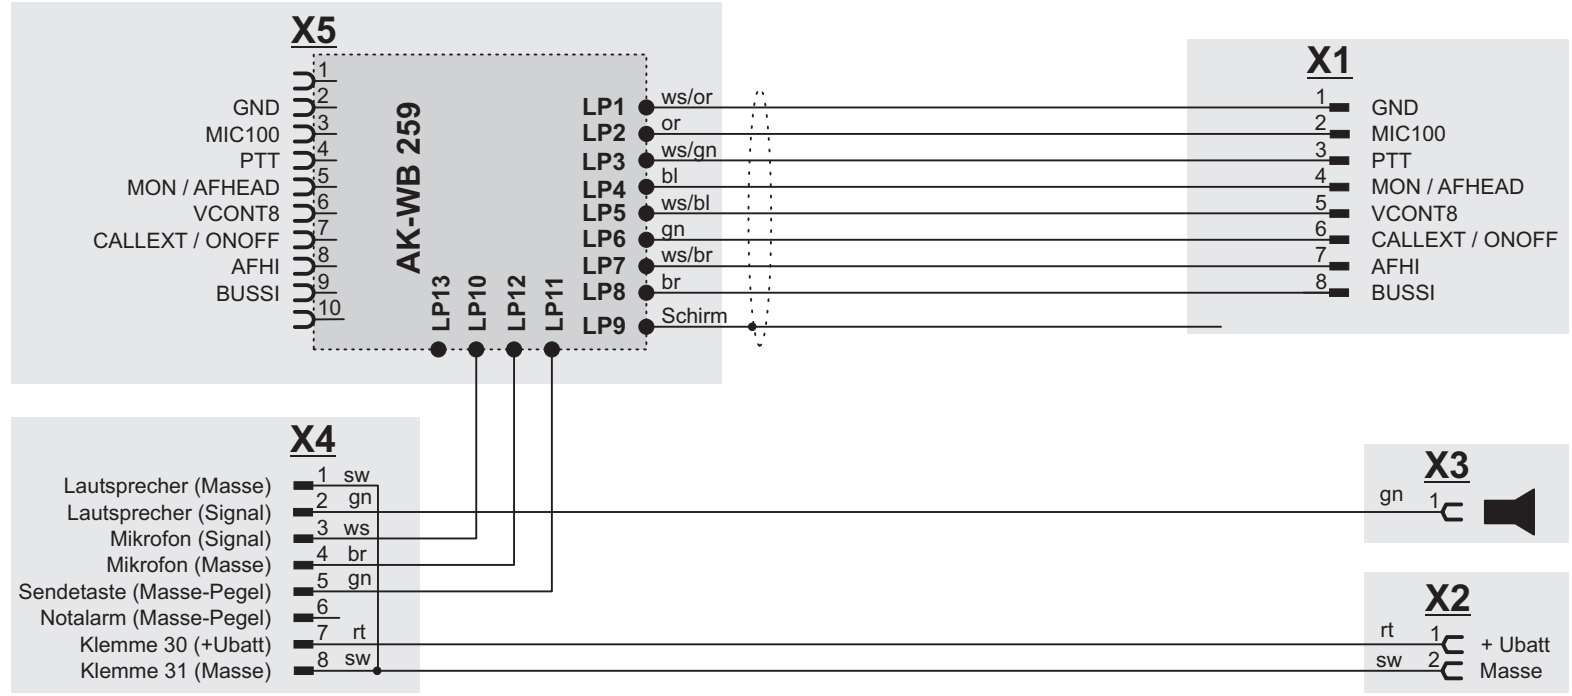 X5
1
GND 2
MIC100 3
PTT 4
MON / AFHEAD 5
VCONT8 6
CALLEXT / ONOFF 7
AFHI 8
BUSSI 9
10
AK-WB 259
LP13
LP10
LP12
LP11
LP1 ws/or
LP2 or
LP3 ws/gn
LP4 bl
LP5 ws/bl
LP6 gn
LP7 ws/br
LP8 br
LP9 Schirm
X1
1 GND
2 MIC100
3 PTT
4 MON / AFHEAD
5 VCONT8
6 CALLEXT / ONOFF
7 AFHI
8 BUSSI
X4
Lautsprecher (Masse) 1 sw
Lautsprecher (Signal) 2 gn
Mikrofon (Signal) 3 ws
Mikrofon (Masse) 4 br
Sendetaste (Masse-Pegel) 5 gn
Notalarm (Masse-Pegel) 6
Klemme 30 (+Ubatt) 7 rt
Klemme 31 (Masse) 8 sw
X3
gn 1
X2
rt 1 + Ubatt
sw 2 Masse